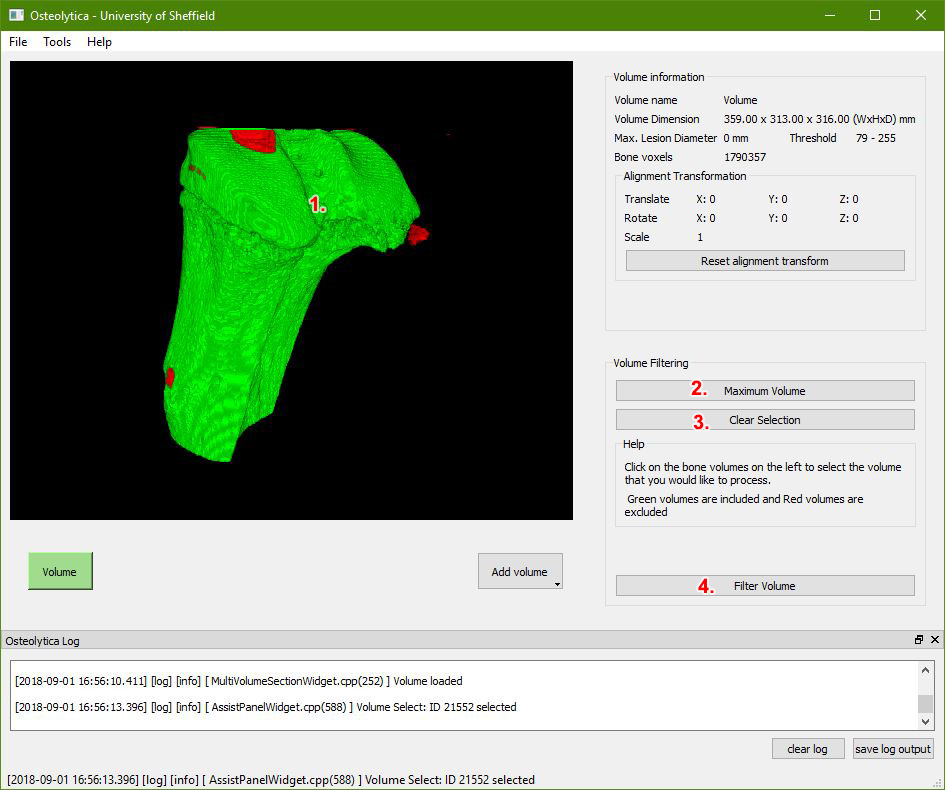 Osteolytica - University of Sheffield
File Tools Help
Volume information
Volume name Volume
Volume Dimension 359.00 x 313.00 x 316.00 (WxHxD) mm
Max. Lesion Diameter 0 mm Threshold 79 - 255
Bone voxels 1790357
Alignment Transformation
Translate X: 0 Y: 0 Z: 0
Rotate X: 0 Y: 0 Z: 0
Scale 1
Reset alignment transform
1.
Volume Filtering
2. Maximum Volume
3. Clear Selection
Help
Click on the bone volumes on the left to select the volume
that you would like to process.
Green volumes are included and Red volumes are
excluded
Volume Add volume
4. Filter Volume
Osteolytica Log
[2018-09-01 16:56:10.411] [log] [info] [ MultiVolumeSectionWidget.cpp(252) ] Volume loaded
[2018-09-01 16:56:13.396] [log] [info] [ AssistPanelWidget.cpp(588) ] Volume Select: ID 21552 selected
clear log save log output
[2018-09-01 16:56:13.396] [log] [info] [ AssistPanelWidget.cpp(588) ] Volume Select: ID 21552 selected